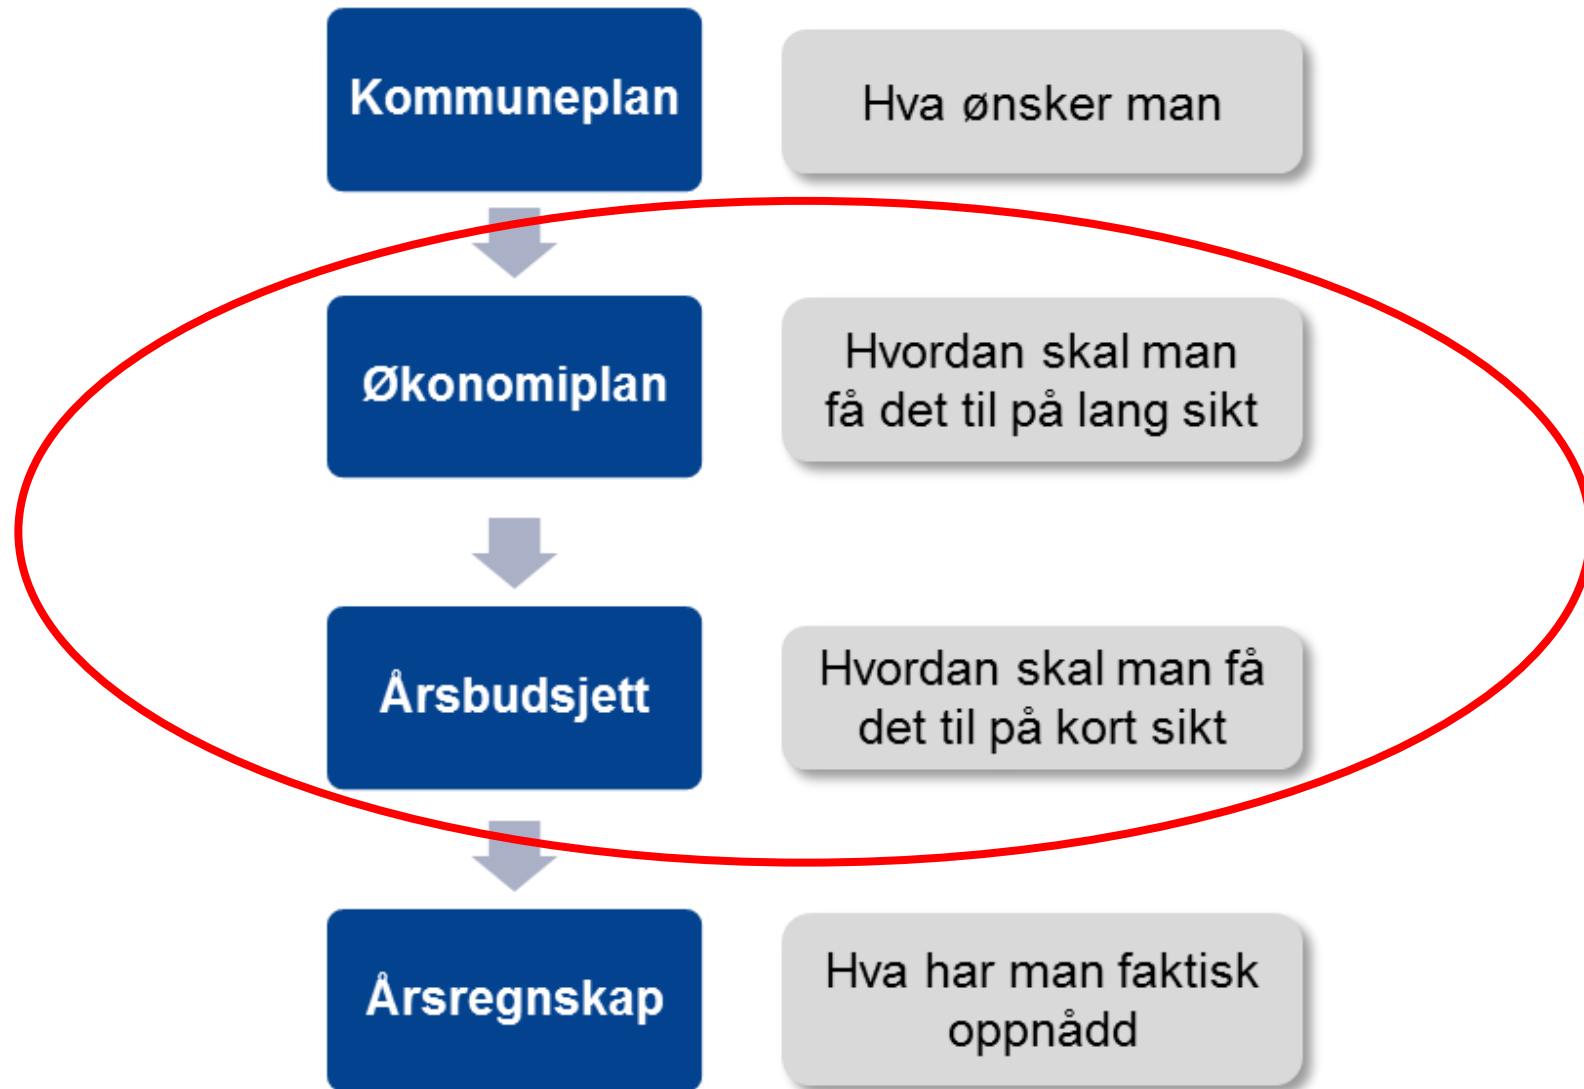 Kommuneplan
Hva ønsker man
Økonomiplan
Hvordan skal man
få det til på lang sikt
Årsbudsjett
Hvordan skal man få
det til på kort sikt
Årsregnskap
Hva har man faktisk
oppnådd